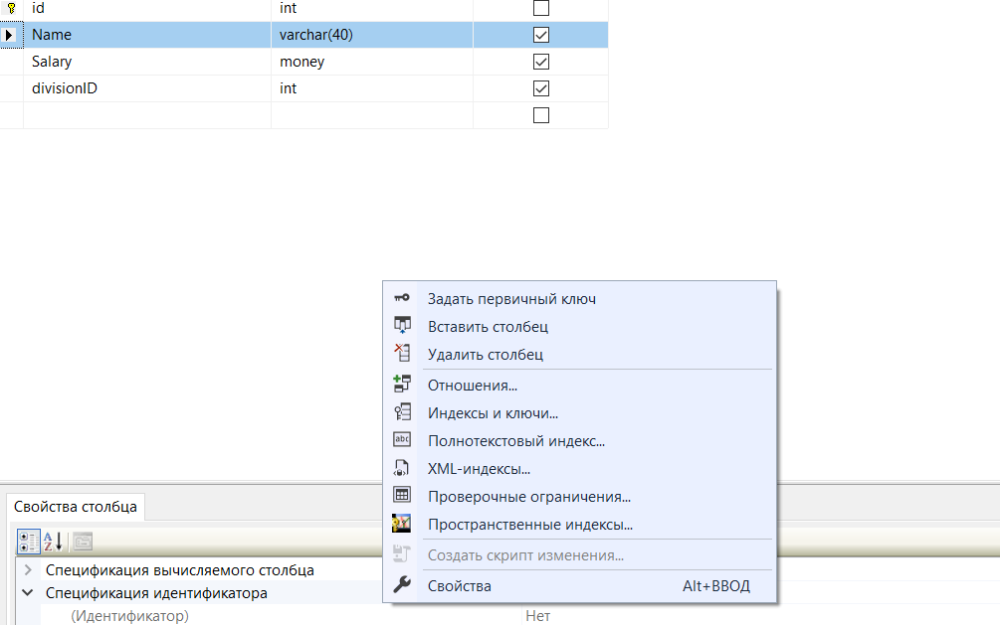 id int
Name varchar(40)
Salary money
divisionID int
Задать первичный ключ
Вставить столбец
Удалить столбец
Отношения...
Индексы и ключи...
abc Полнотекстовый индекс...
XML-индексы...
Проверочные ограничения...
Пространственные индексы...
Создать скрипт изменения...
Свойства Alt+ВВОД
Свойства столбца
A Z
Спецификация вычисляемого столбца
Спецификация идентификатора
(Идентификатор) Нет